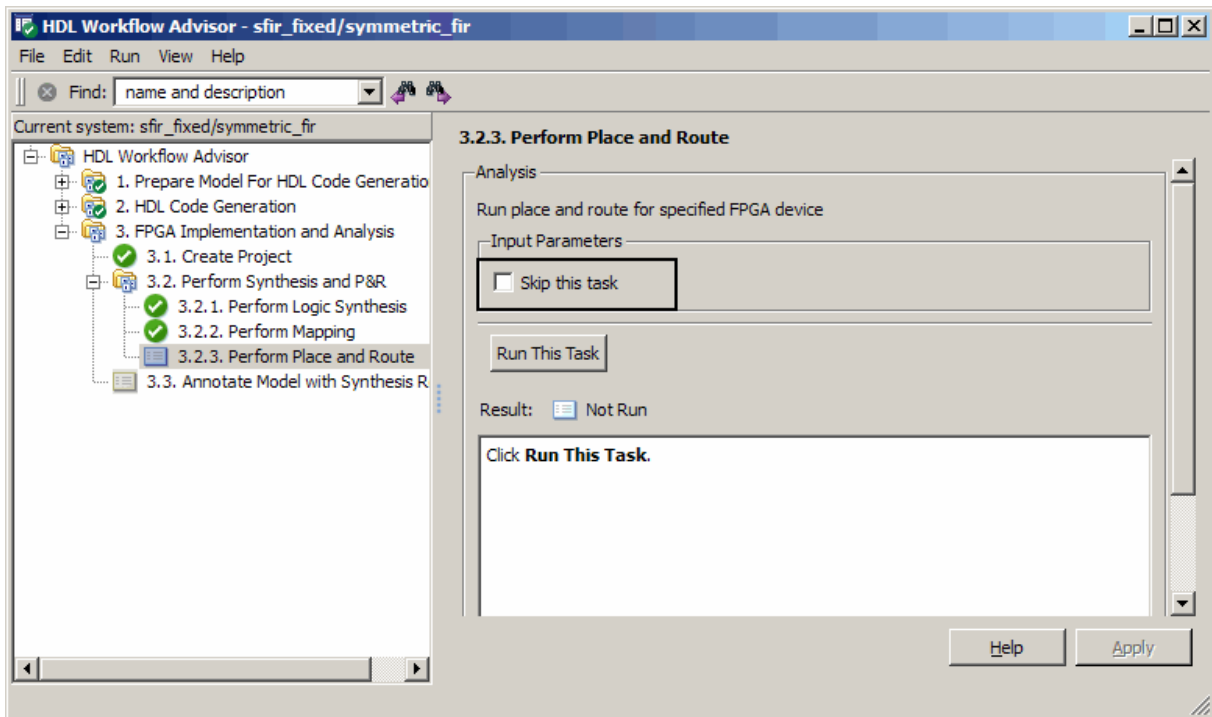 HDL Workflow Advisor - sfir_fixed/symmetric_fir
File Edit Run View Help
Find: name and description
Current system: sfir_fixed/symmetric_fir
HDL Workflow Advisor
1. Prepare Model For HDL Code Generatio
2. HDL Code Generation
3. FPGA Implementation and Analysis
3.1. Create Project
3.2. Perform Synthesis and P&R
3.2.1. Perform Logic Synthesis
3.2.2. Perform Mapping
3.2.3. Perform Place and Route
3.3. Annotate Model with Synthesis R
3.2.3. Perform Place and Route
Analysis
Run place and route for specified FPGA device
Input Parameters
Skip this task
Run This Task
Result: Not Run
Click Run This Task.
Help Apply